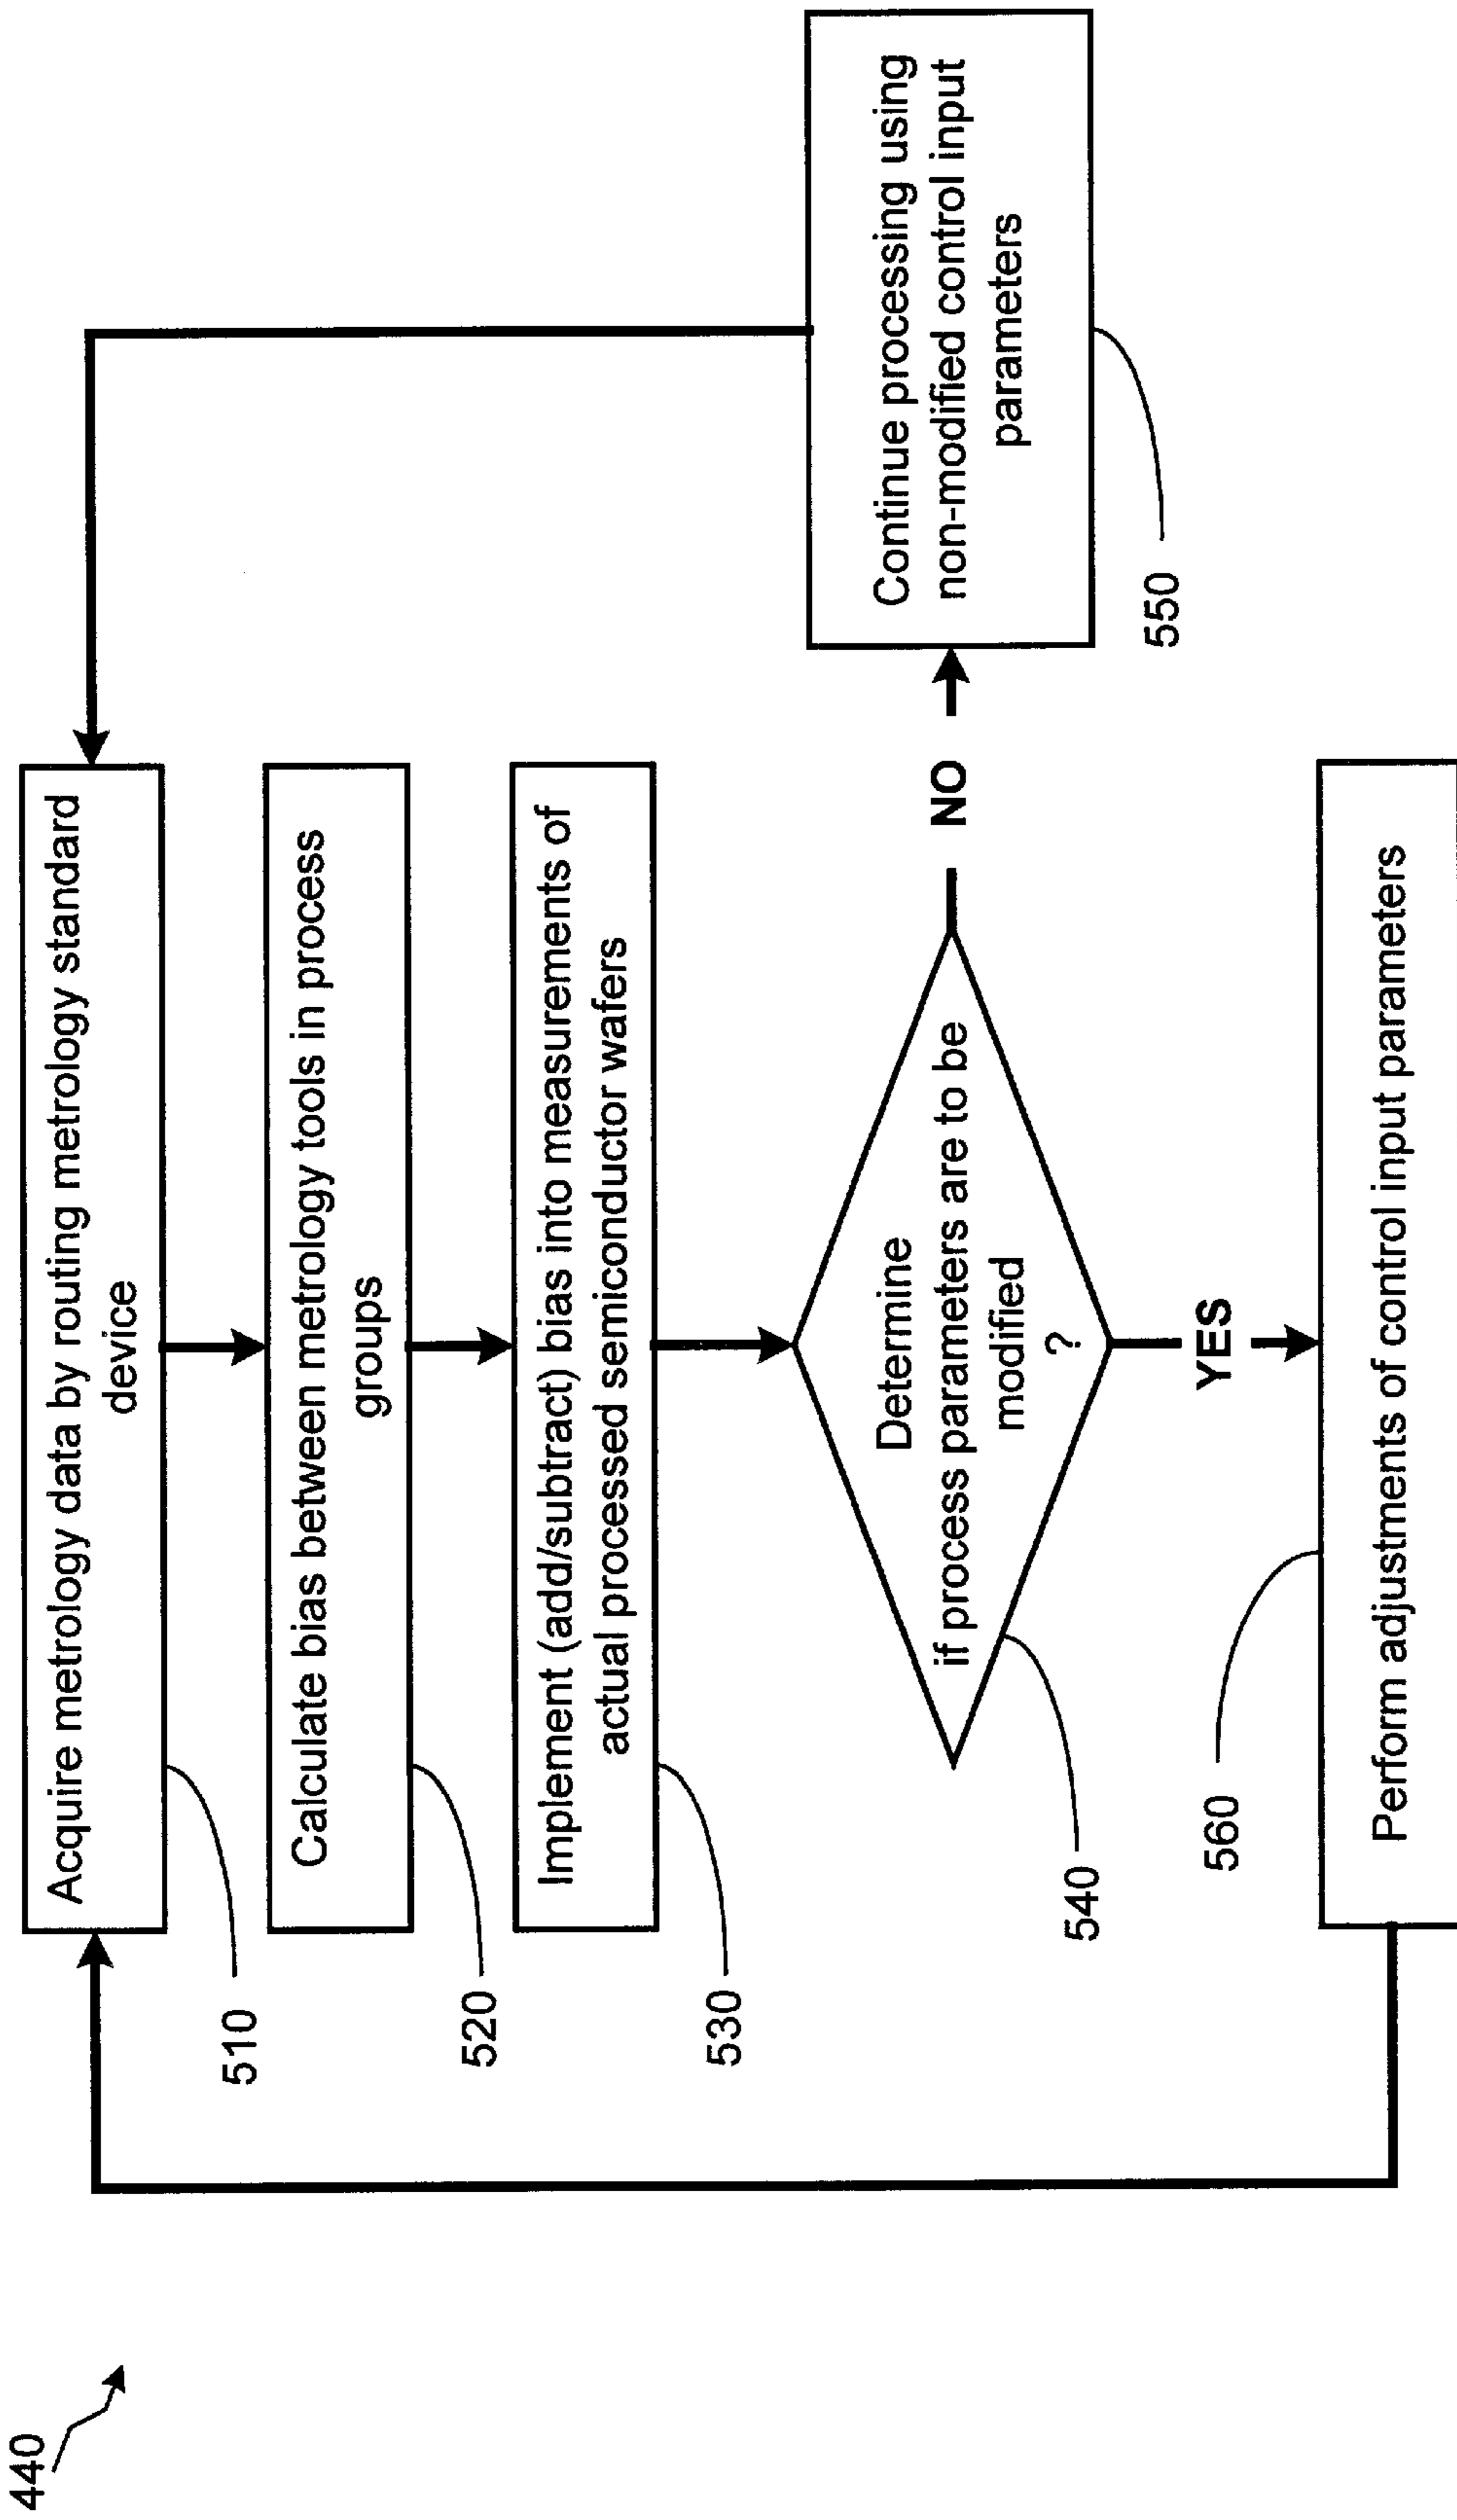 440
Acquire metrology data by routing metrology standard
device
510
Calculate bias between metrology tools in process
groups
520
Implement (add/subtract) bias into measurements of
actual processed semiconductor wafers
530
Determine
if process parameters are to be
modified
?
540
NO
Continue processing using
non-modified control input
parameters
550
YES
560
Perform adjustments of control input parameters